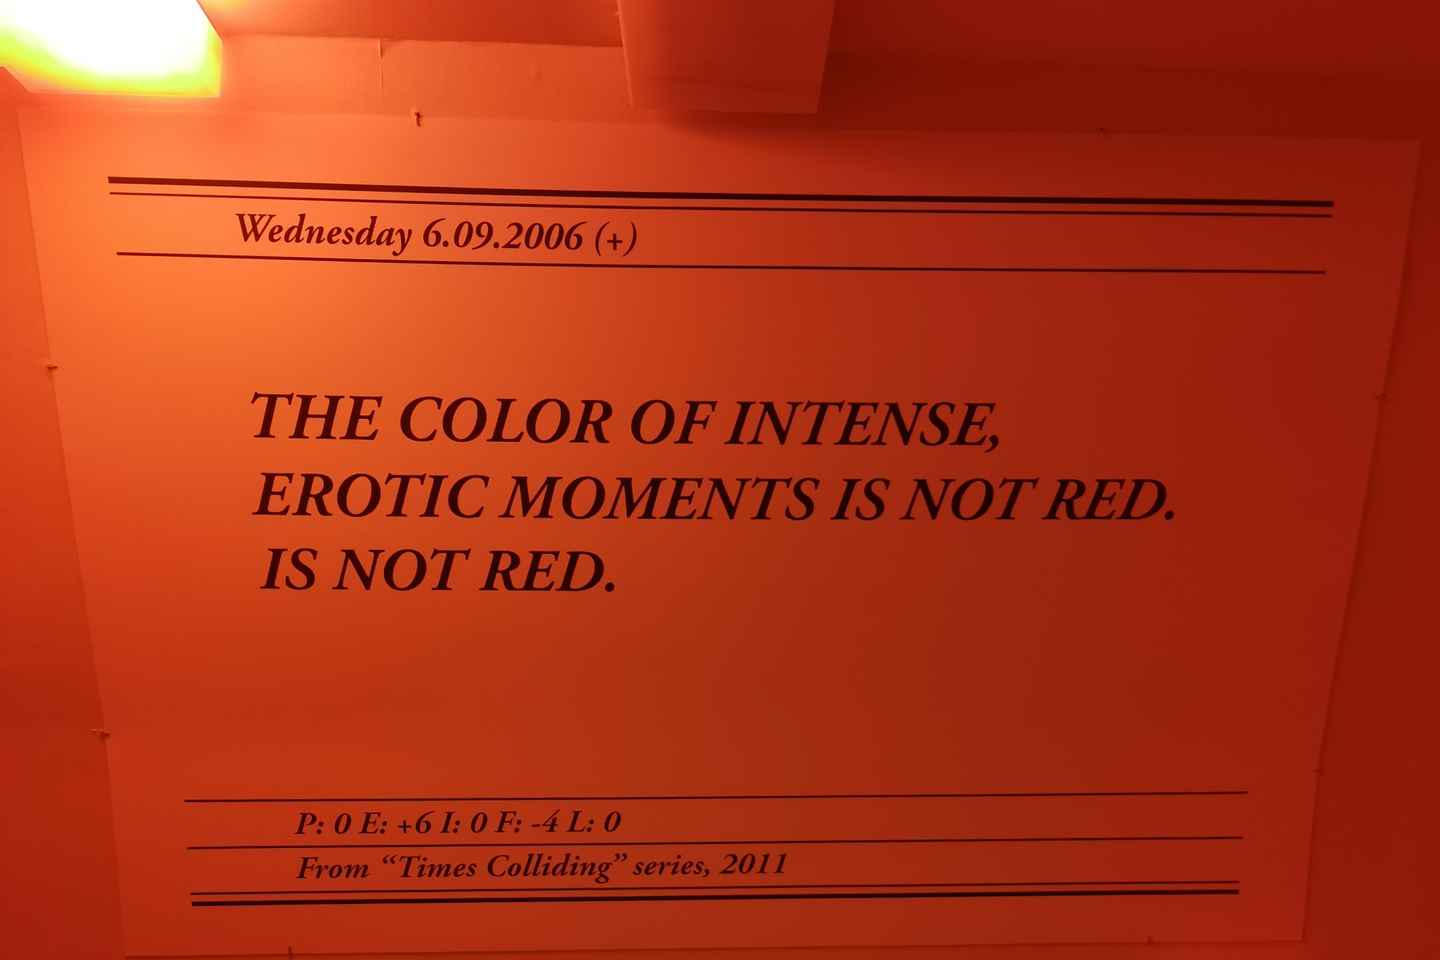 Wednesday 6.09.2006 (+)
THE COLOR OF INTENSE,
EROTIC MOMENTS IS NOT RED.
IS NOT RED.
P: 0 E: +6 I: 0 F: -4 L: 0
From “Times Colliding” series, 2011